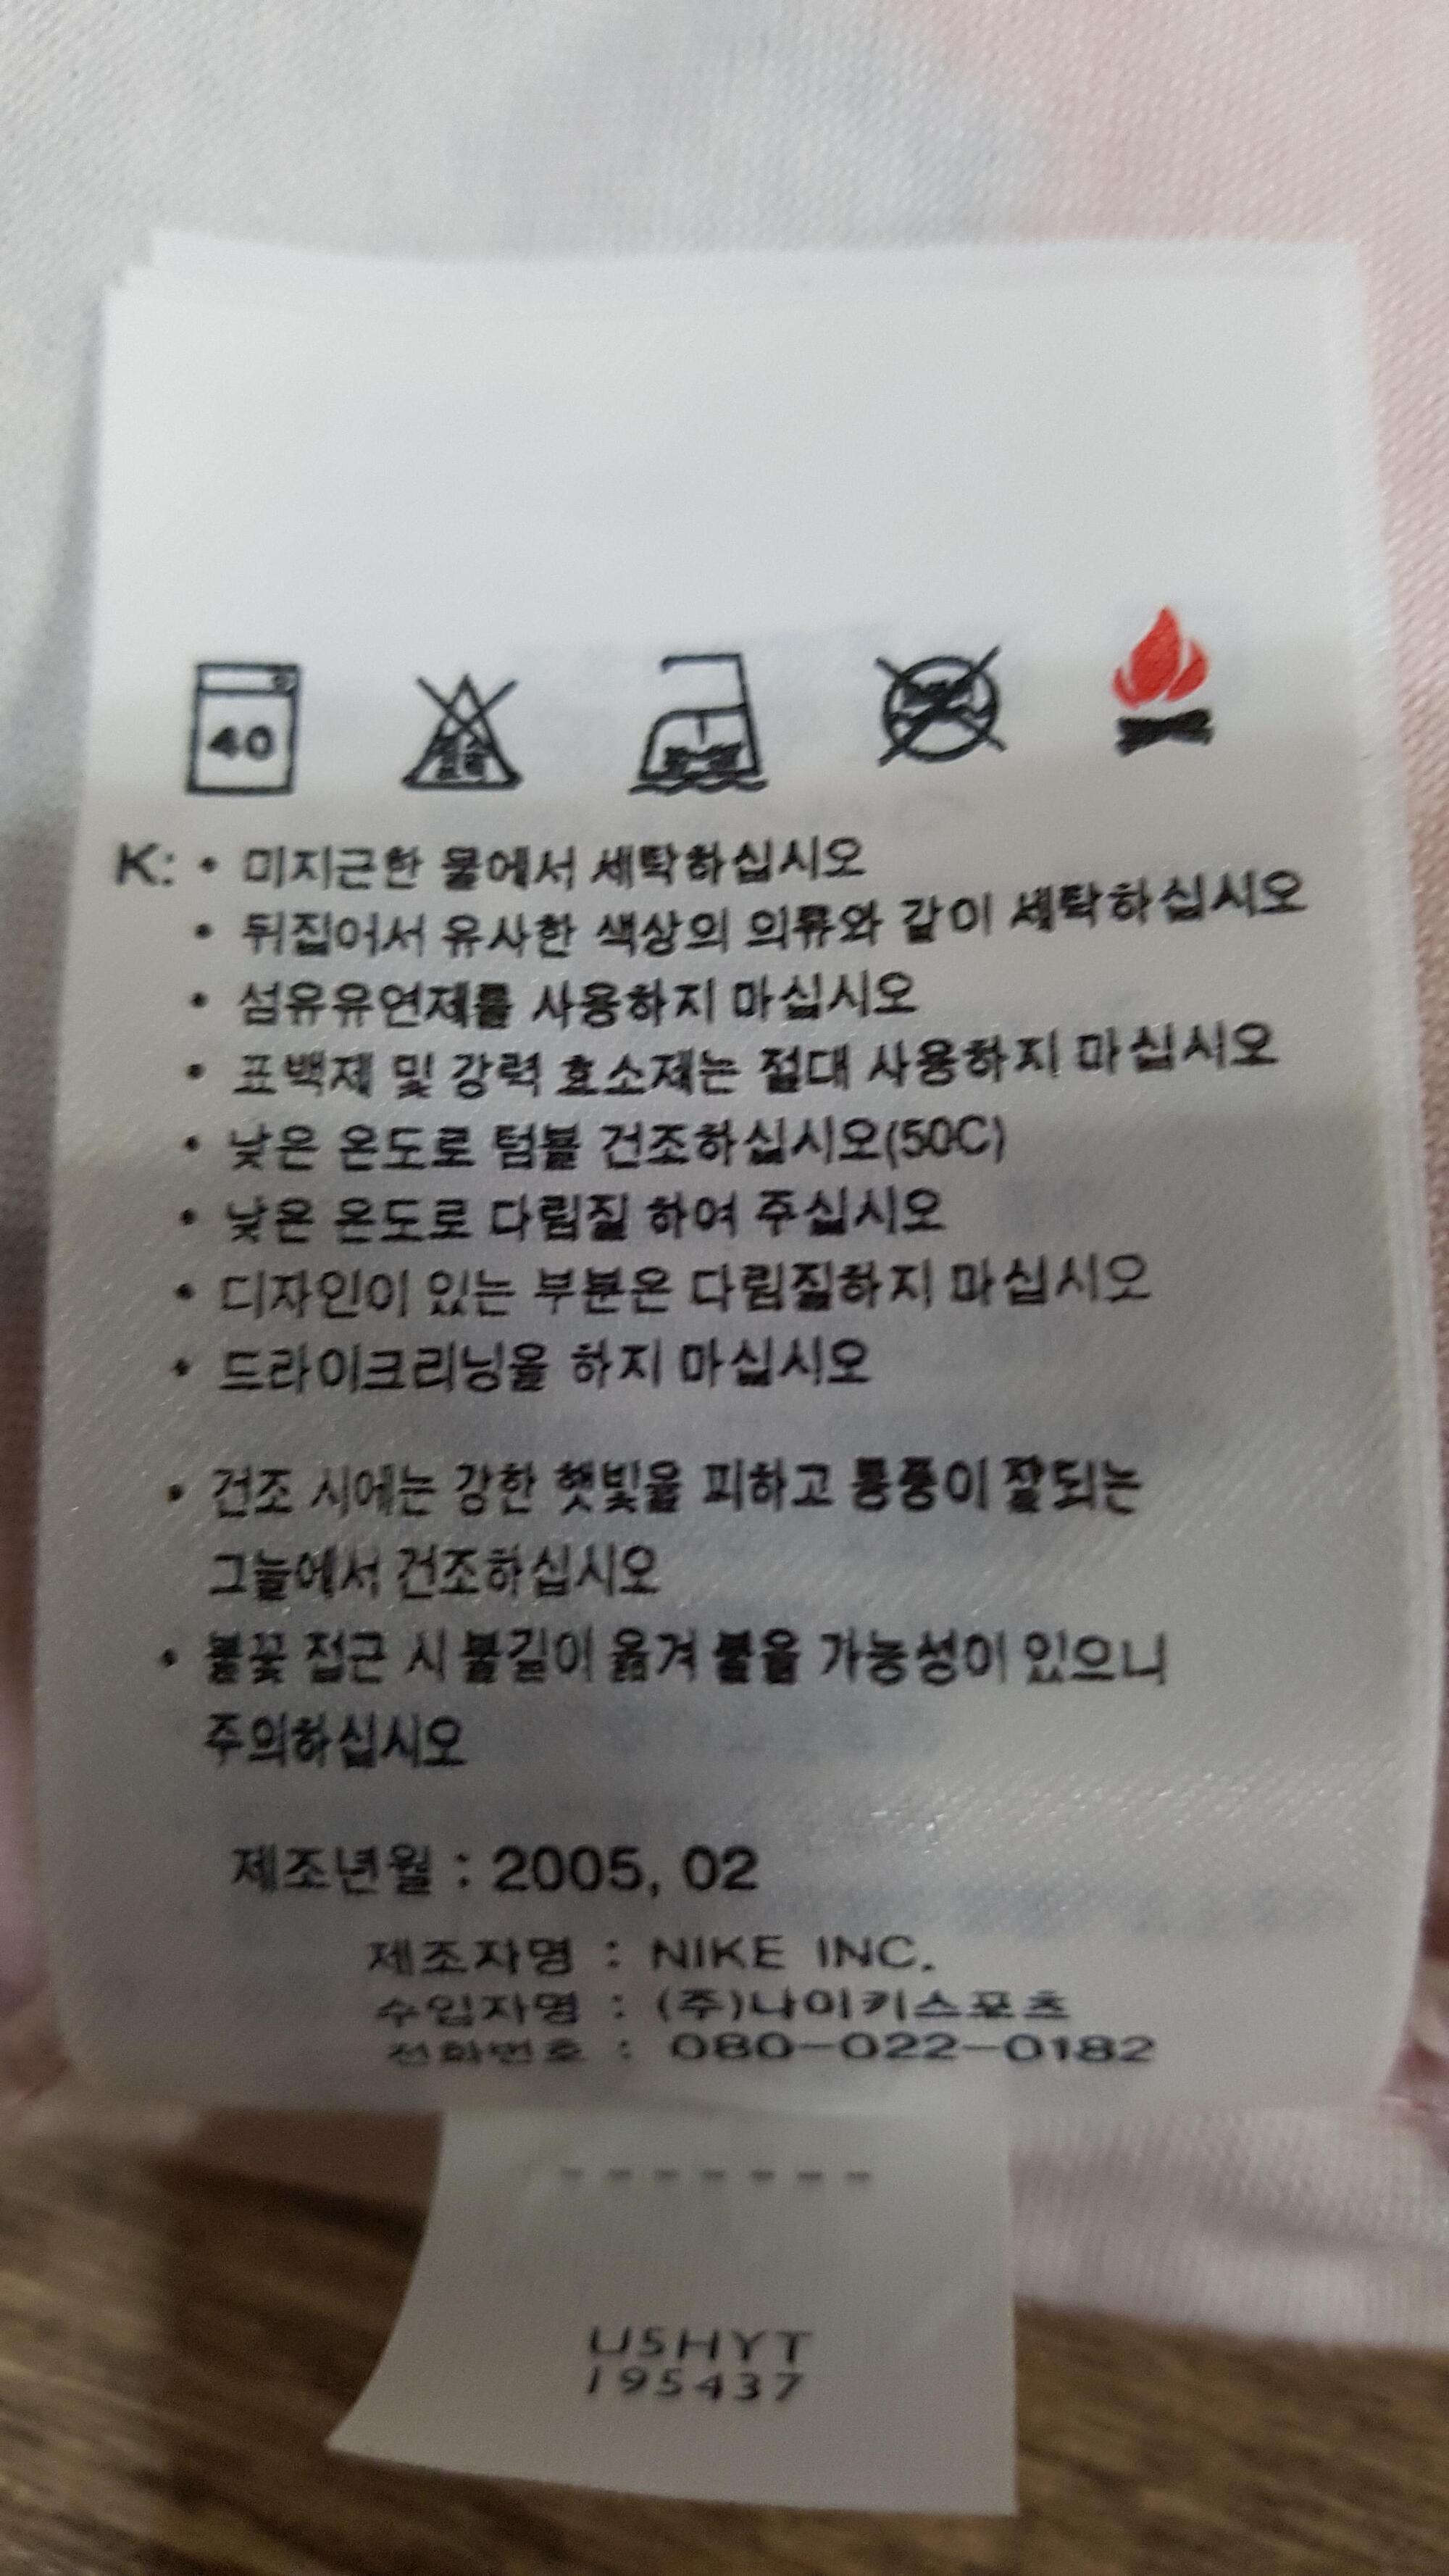 40
염소
K: • 미지근한 물에서 세탁하십시오
• 뒤집어서 유사한 색상의 의류와 같이 세탁하십시오
• 섬유유연제를 사용하지 마십시오
• 표백제 및 강력 효소제는 절대 사용하지 마십시오
• 낮은 온도로 텀블 건조하십시오(50C)
• 낮은 온도로 다림질 하여 주십시오
• 디자인이 있는 부분은 다림질하지 마십시오
• 드라이크리닝을 하지 마십시오
• 건조 시에는 강한 햇빛을 피하고 통풍이 잘되는
그늘에서 건조하십시오
• 불꽃 접근 시 불길이 옮겨 붙을 가능성이 있으니
주의하십시오
제조년월 : 2005, 02
제조자명 : NIKE INC.
수입자명 : (주)나이키스포츠
전화번호 : 080-022-0182
U5HYT
195437